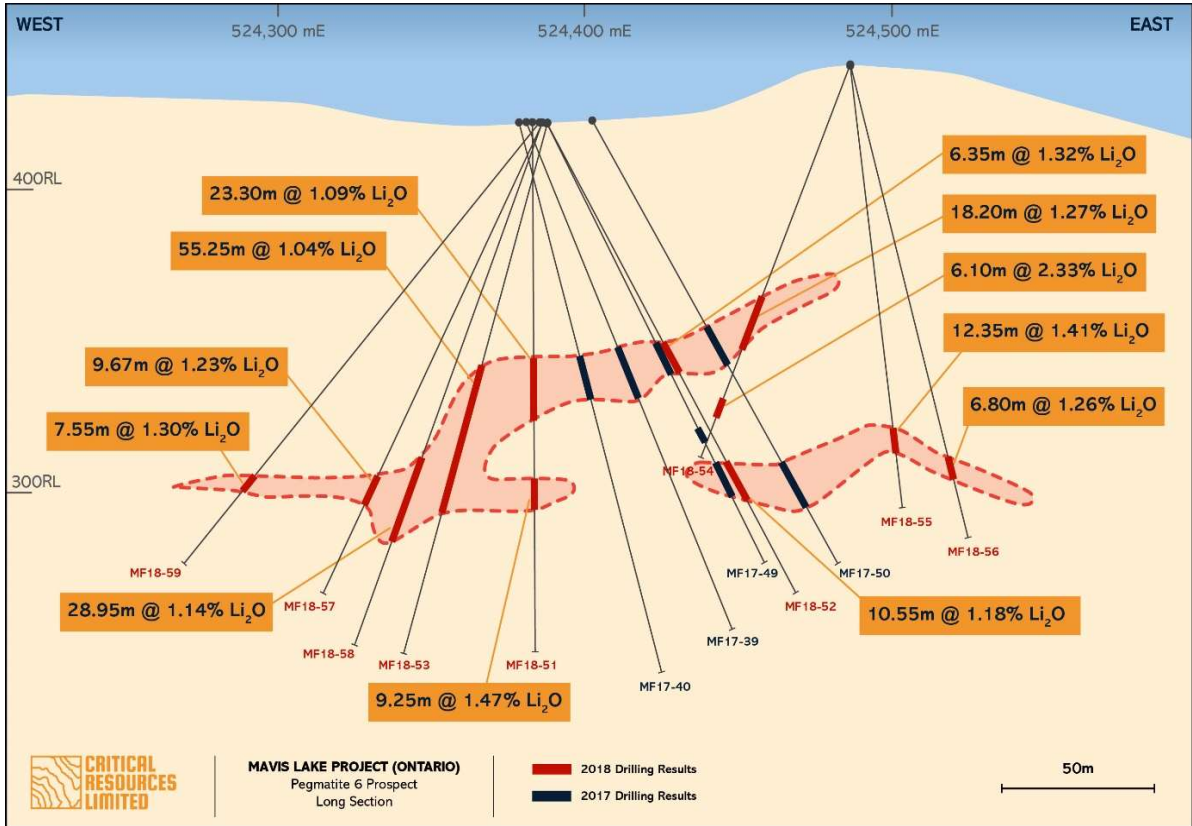 WEST
524,300 mE
524,400 mE
524,500 mE
EAST
400RL
300RL
23.30m @ 1.09% Li₂O
55.25m @ 1.04% Li₂O
9.67m @ 1.23% Li₂O
7.55m @ 1.30% Li₂O
28.95m @ 1.14% Li₂O
9.25m @ 1.47% Li₂O
6.35m @ 1.32% Li₂O
18.20m @ 1.27% Li₂O
6.10m @ 2.33% Li₂O
12.35m @ 1.41% Li₂O
6.80m @ 1.26% Li₂O
10.55m @ 1.18% Li₂O
MF18-54
MF18-55
MF18-56
MF18-59
MF17-49
MF17-50
MF18-57
MF18-52
MF17-39
MF18-58
MF18-53
MF18-51
MF17-40
CRITICAL
RESOURCES
LIMITED
MAVIS LAKE PROJECT (ONTARIO)
Pegmatite 6 Prospect
Long Section
2018 Drilling Results
2017 Drilling Results
50m